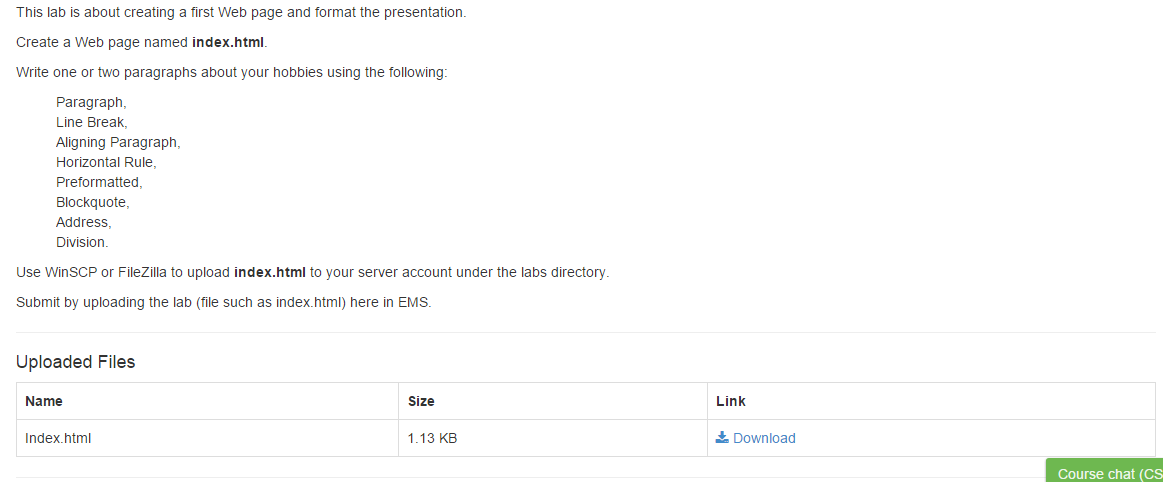 This lab is about creating a first Web page and format the presentation.
Create a Web page named index.html.
Write one or two paragraphs about your hobbies using the following:
Paragraph,
Line Break,
Aligning Paragraph,
Horizontal Rule,
Preformatted,
Blockquote,
Address,
Division.
Use WinSCP or FileZilla to upload index.html to your server account under the labs directory.
Submit by uploading the lab (file such as index.html) here in EMS.
Uploaded Files
Name Size Link
Index.html 1.13 KB Download
Course chat (CS